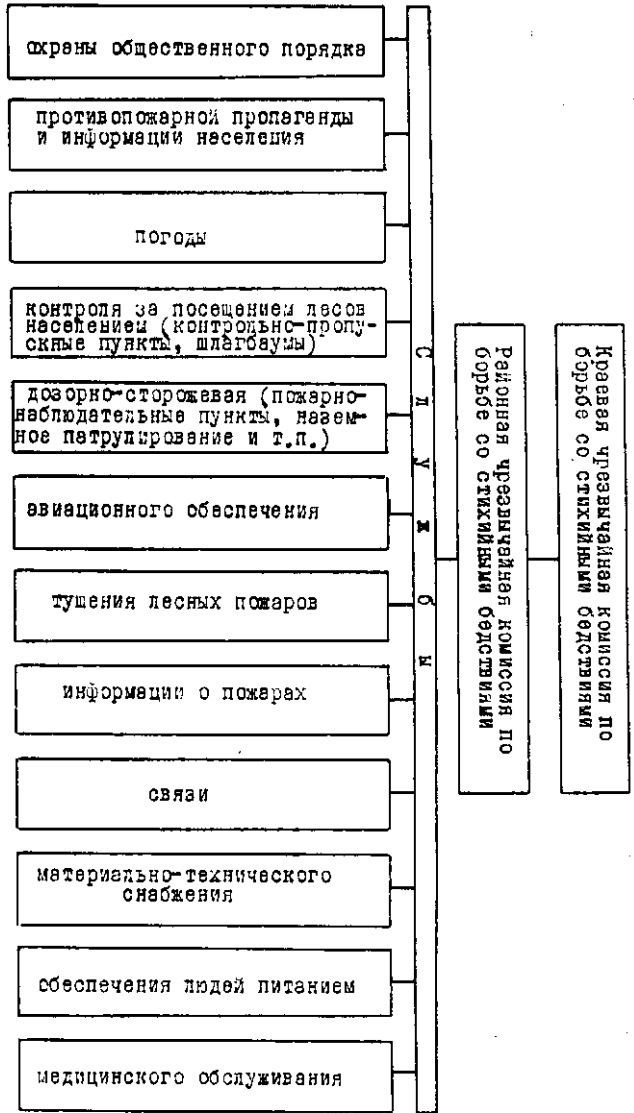 Краевая чрезвычайная комиссия по
борьбе со стихийными бедствиями
Районная чрезвычайная комиссия по
борьбе со стихийными бедствиями
Службы
охраны общественного порядка
противопожарной пропаганды
и информации населения
погоды
контроля за посещением лесов
населением (контрольно-пропу-
скные пункты, шлагбаумы)
дозорно-сторожевая (пожарно-
наблюдательные пункты, назем-
ное патрулирование и т.п.)
авиационного обеспечения
тушения лесных пожаров
информации о пожарах
связи
материально-технического
снабжения
обеспечения людей питанием
медицинского обслуживания